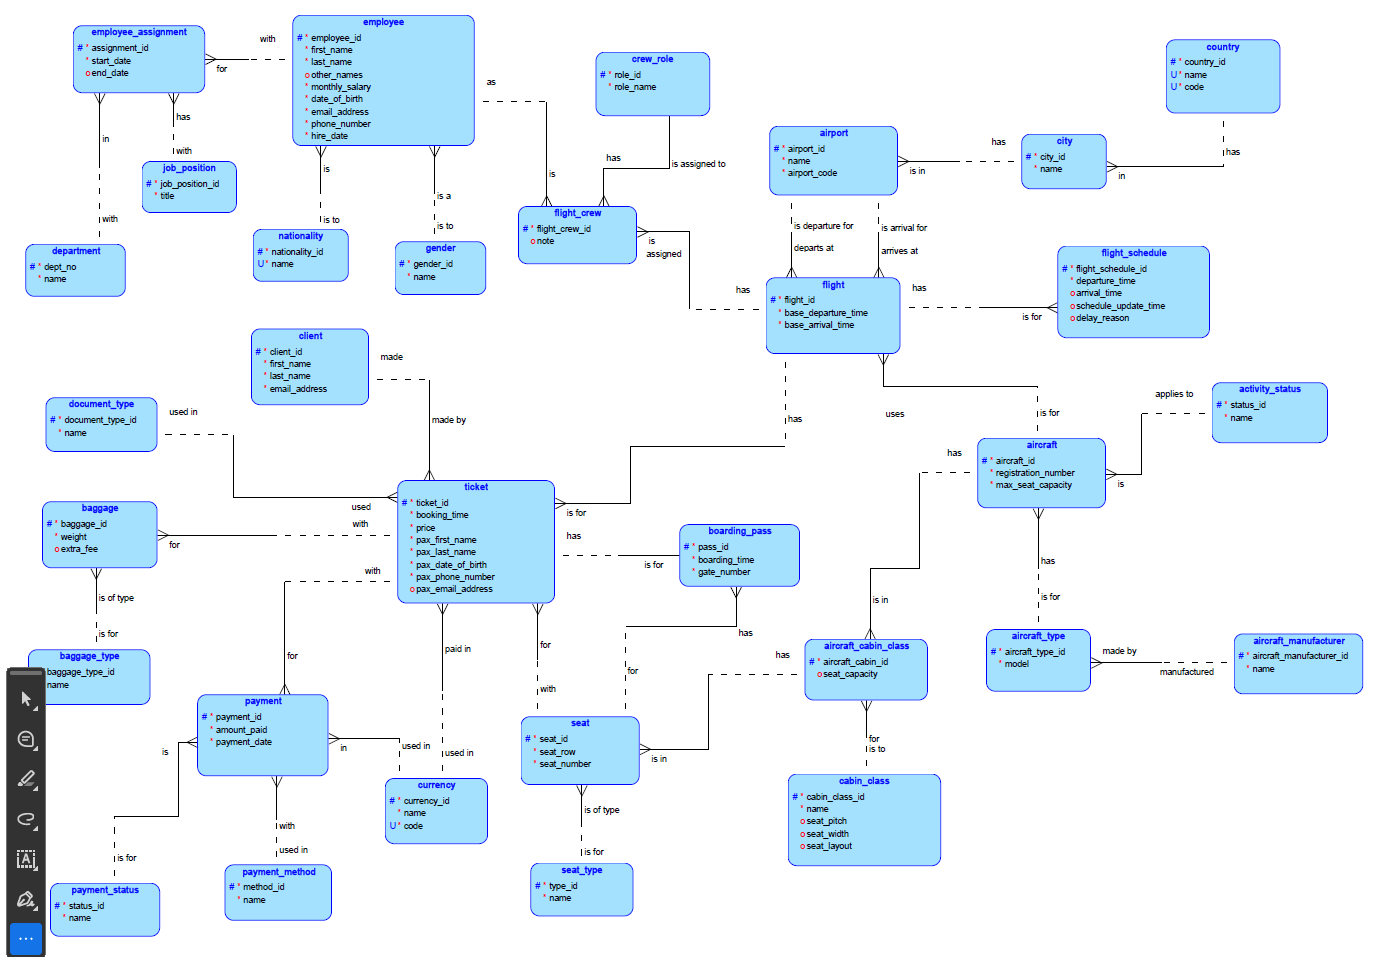 employee
employee_assignment
# * assignment_id
* start_date
o end_date
with
for
# * employee_id
* first_name
* last_name
o other_names
* monthly_salary
* date_of_birth
* email_address
* phone_number
* hire_date
as
crew_role
# * role_id
* role_name
country
# * country_id
U * name
U * code
has
in
in
has
with
job_position
# * job_position_id
* title
is
is to
is a
is to
is
has
is assigned to
airport
# * airport_id
* name
* airport_code
has
is in
city
# * city_id
* name
with
department
# * dept_no
* name
nationality
# * nationality_id
U * name
gender
# * gender_id
* name
flight_crew
# * flight_crew_id
o note
is
assigned
has
is departure for
departs at
is arrival for
arrives at
flight
# * flight_id
* base_departure_time
* base_arrival_time
has
is for
flight_schedule
# * flight_schedule_id
* departure_time
o arrival_time
o schedule_update_time
o delay_reason
client
# * client_id
* first_name
* last_name
* email_address
made
made by
document_type
# * document_type_id
* name
used in
used
has
is for
uses
is for
applies to
is
activity_status
# * status_id
* name
aircraft
# * aircraft_id
* registration_number
* max_seat_capacity
has
is in
has
is for
ticket
# * ticket_id
* booking_time
* price
* pax_first_name
* pax_last_name
* pax_date_of_birth
* pax_phone_number
o pax_email_address
baggage
# * baggage_id
* weight
o extra_fee
with
for
is of type
is for
baggage_type
baggage_type_id
name
with
for
has
is for
boarding_pass
# * pass_id
* boarding_time
* gate_number
has
for
paid in
used in
for
with
aircraft_cabin_class
# * aircraft_cabin_id
o seat_capacity
has
is in
for
is to
aircraft_type
# * aircraft_type_id
* model
made by
manufactured
aircraft_manufacturer
# * aircraft_manufacturer_id
* name
payment
# * payment_id
* amount_paid
* payment_date
is
is for
in
used in
with
used in
seat
# * seat_id
* seat_row
* seat_number
is of type
is for
currency
# * currency_id
* name
U * code
cabin_class
# * cabin_class_id
* name
o seat_pitch
o seat_width
o seat_layout
payment_status
# * status_id
* name
payment_method
# * method_id
* name
seat_type
# * type_id
* name
A